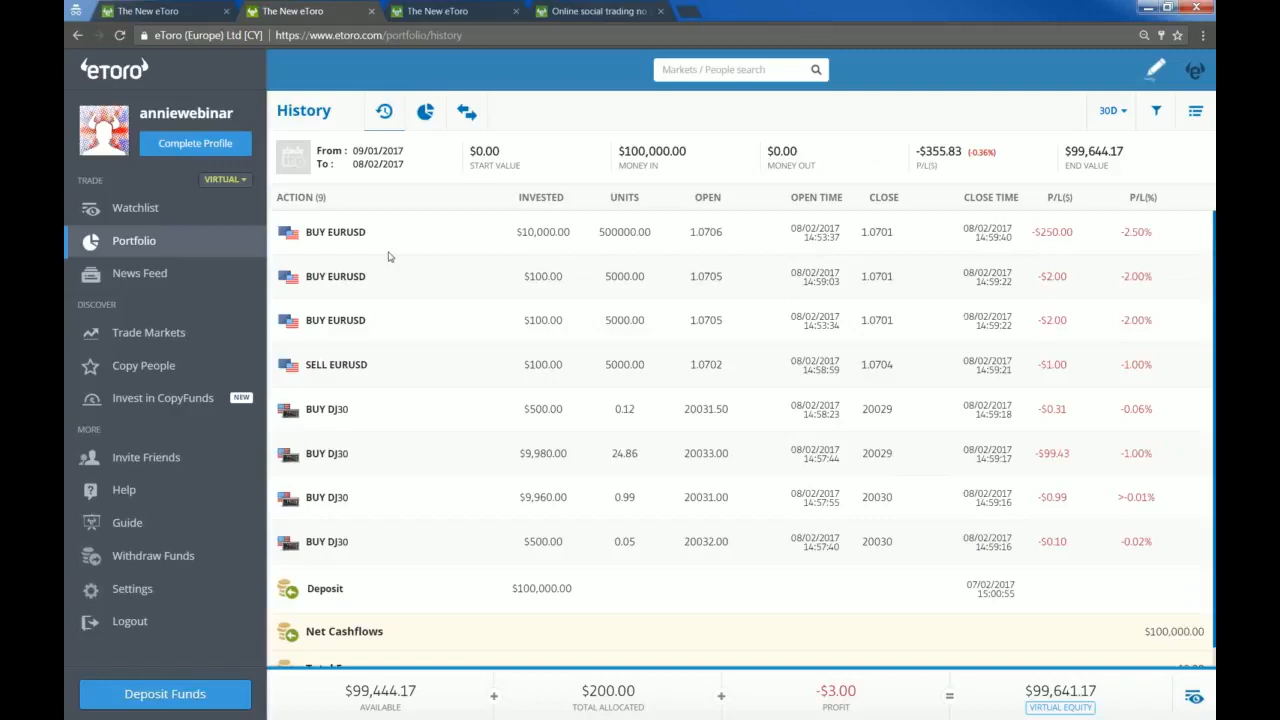 The New eToro
The New eToro
The New eToro
Online social trading no
eToro (Europe) Ltd [CY]
https://www.etoro.com/portfolio/history
eToro
Markets / People search
anniewebinar
Complete Profile
TRADE
VIRTUAL
Watchlist
Portfolio
News Feed
DISCOVER
Trade Markets
Copy People
Invest in CopyFunds
NEW
MORE
Invite Friends
Help
Guide
Withdraw Funds
Settings
Logout
Deposit Funds
History
30D
From : 09/01/2017
To : 08/02/2017
$0.00
START VALUE
$100,000.00
MONEY IN
$0.00
MONEY OUT
-$355.83 (-0.36%)
P/L($)
$99,644.17
END VALUE
ACTION (9) INVESTED UNITS OPEN OPEN TIME CLOSE CLOSE TIME P/L($) P/L(%)
BUY EURUSD $10,000.00 500000.00 1.0706 08/02/2017 14:53:37 1.0701 08/02/2017 14:59:40 -$250.00 -2.50%
BUY EURUSD $100.00 5000.00 1.0705 08/02/2017 14:59:03 1.0701 08/02/2017 14:59:22 -$2.00 -2.00%
BUY EURUSD $100.00 5000.00 1.0705 08/02/2017 14:53:34 1.0701 08/02/2017 14:59:22 -$2.00 -2.00%
SELL EURUSD $100.00 5000.00 1.0702 08/02/2017 14:58:59 1.0704 08/02/2017 14:59:21 -$1.00 -1.00%
BUY DJ30 $500.00 0.12 20031.50 08/02/2017 14:58:23 20029 08/02/2017 14:59:18 -$0.31 -0.06%
BUY DJ30 $9,980.00 24.86 20033.00 08/02/2017 14:57:44 20029 08/02/2017 14:59:17 -$99.43 -1.00%
BUY DJ30 $9,960.00 0.99 20031.00 08/02/2017 14:57:55 20030 08/02/2017 14:59:16 -$0.99 >-0.01%
BUY DJ30 $500.00 0.05 20032.00 08/02/2017 14:57:40 20030 08/02/2017 14:59:16 -$0.10 -0.02%
Deposit $100,000.00 07/02/2017 15:00:55
Net Cashflows $100,000.00
$99,444.17 + $200.00 + -$3.00 = $99,641.17
AVAILABLE TOTAL ALLOCATED PROFIT VIRTUAL EQUITY